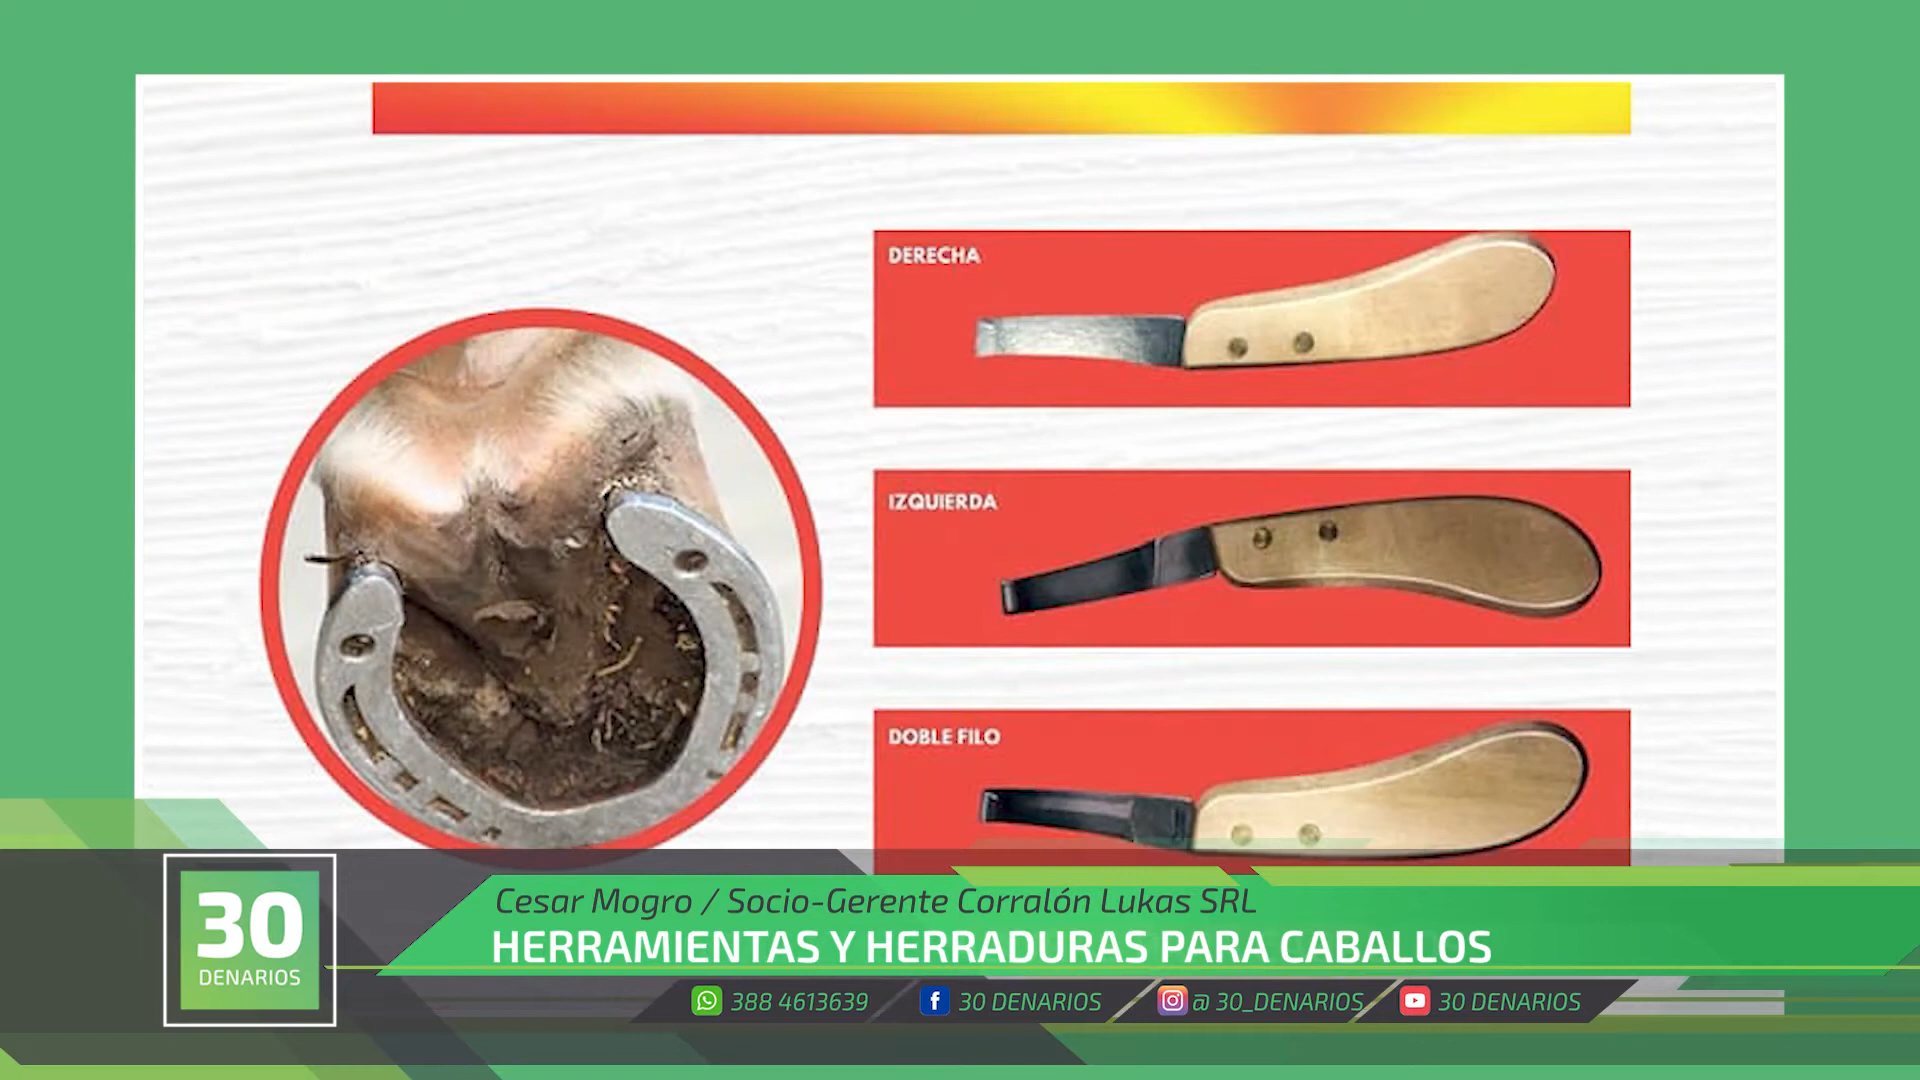 DERECHA
IZQUIERDA
DOBLE FILO
30
DENARIOS
Cesar Mogro / Socio-Gerente Corralón Lukas SRL
HERRAMIENTAS Y HERRADURAS PARA CABALLOS
388 4613639
30 DENARIOS
@ 30_DENARIOS
30 DENARIOS